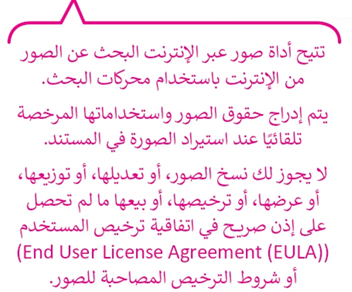 تتيح أداة صور عبر الإنترنت البحث عن الصور
من الإنترنت باستخدام محركات البحث.
يتم إدراج حقوق الصور واستخداماتها المرخصة
تلقائيًا عند استيراد الصورة في المستند.
لا يجوز لك نسخ الصور، أو تعديلها، أو توزيعها،
أو عرضها، أو ترخيصها، أو بيعها ما لم تحصل
على إذن صريح في اتفاقية ترخيص المستخدم
(End User License Agreement (EULA))
أو شروط الترخيص المصاحبة للصور.